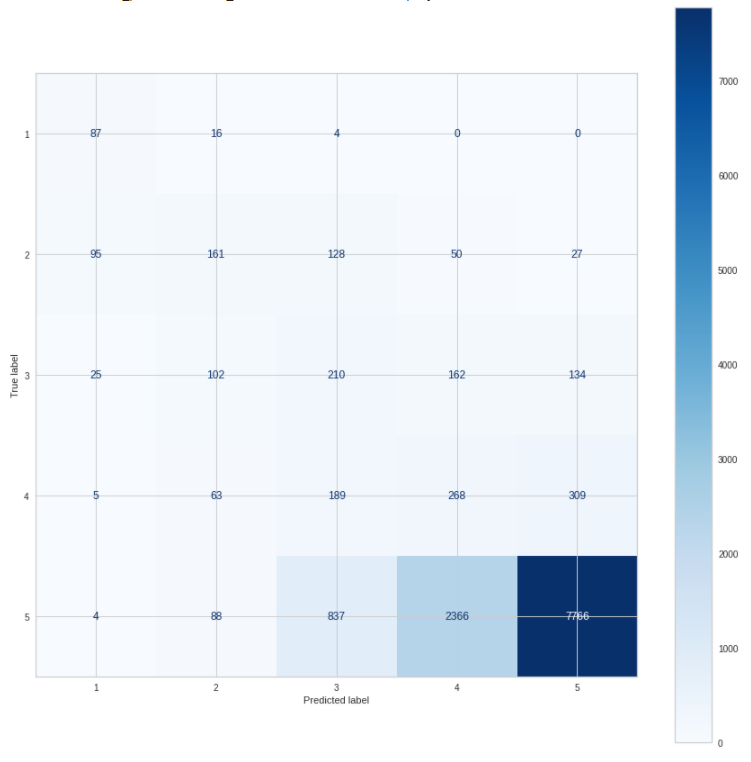 7000
1 87 16 4 0 0
6000
2 95 161 128 50 27
5000
4000
True label
3 25 102 210 162 134
3000
4 5 63 189 268 309
2000
5 4 88 837 2366 7766
1000
1 2 3 4 5
Predicted label
0